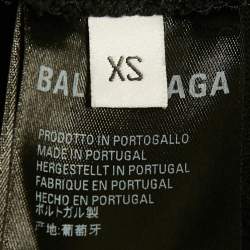 XS
BAL AGA
PRODOTTO IN PORTOGALLO
MADE IN PORTUGAL
HERGESTELLT IN PORTUGAL
FABRIQUE EN PORTUGAL
HECHO EN PORTUGAL
ポルトガル製
产地:葡萄牙